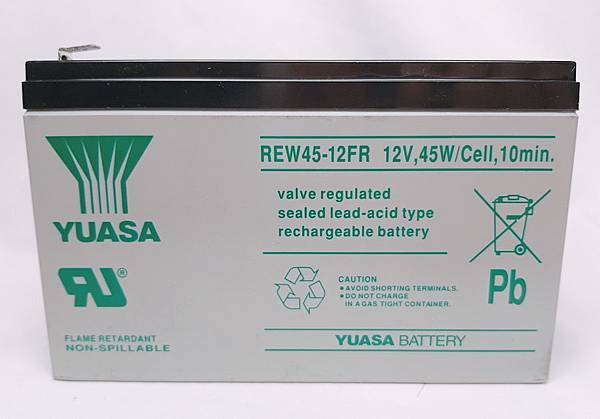 YUASA
®
FLAME RETARDANT
NON-SPILLABLE
REW45-12FR 12V,45W/Cell,10min.
valve regulated
sealed lead-acid type
rechargeable battery
CAUTION
• AVOID SHORTING TERMINALS.
• DO NOT CHARGE
IN A GAS TIGHT CONTAINER.
Pb
YUASA BATTERY